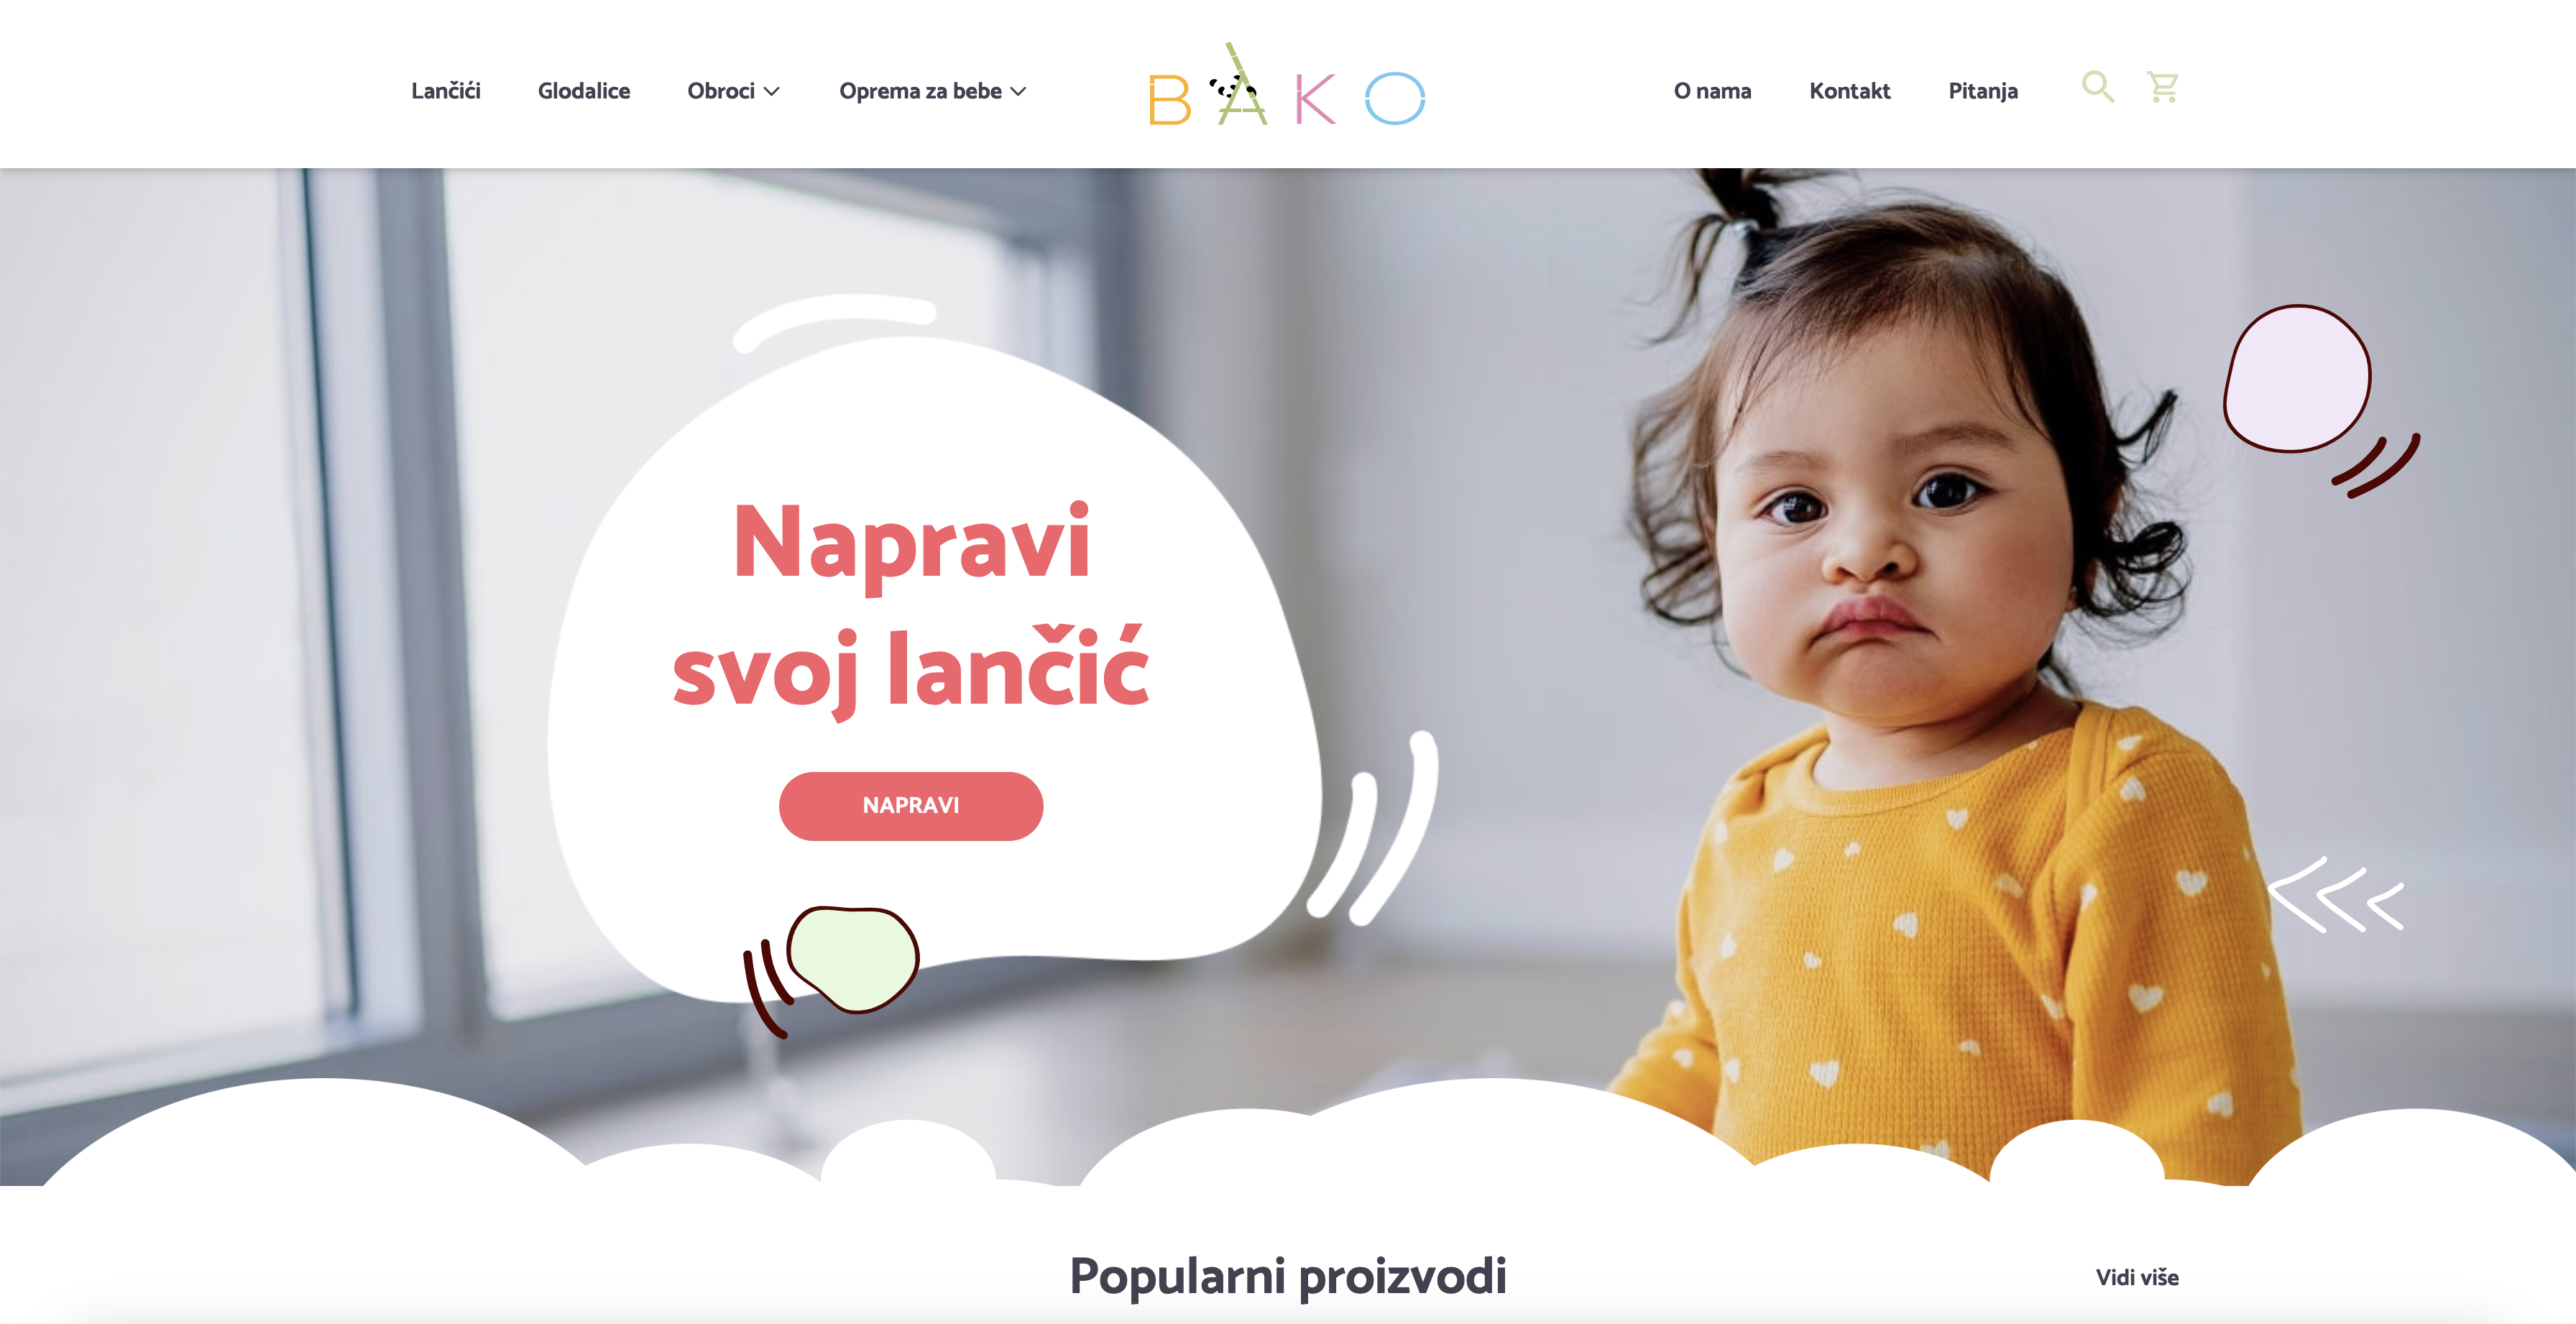 Lančići
Glodalice
Obroci
Oprema za bebe
BAKO
O nama
Kontakt
Pitanja
Napravi
svoj lančić
NAPRAVI
Popularni proizvodi
Vidi više